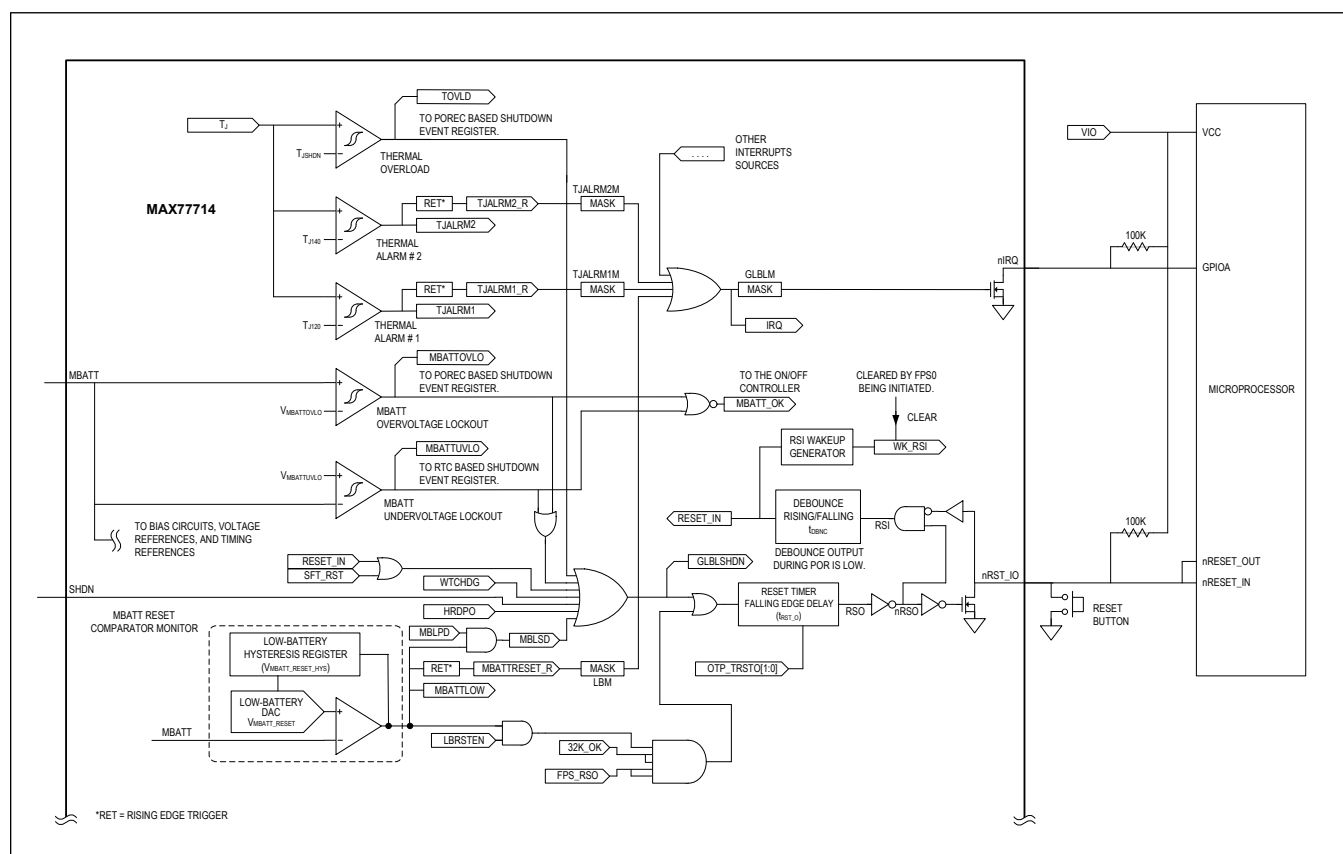 TOVLD
TO POREC BASED SHUTDOWN
EVENT REGISTER.
TJ
TJSHDN
THERMAL
OVERLOAD
OTHER
INTERRUPTS
SOURCES
. . . .
VIO
VCC
MAX77714
RET*
TJALRM2_R
TJALRM2M
MASK
TJALRM2
TJ140
THERMAL
ALARM # 2
100K
nIRQ
GPIOA
RET*
TJALRM1_R
TJALRM1M
MASK
GLBLM
MASK
TJALRM1
IRQ
TJ120
THERMAL
ALARM # 1
MBATTOVLO
TO POREC BASED SHUTDOWN
EVENT REGISTER.
MBATT
VMBATTOVLO
MBATT
OVERVOLTAGE LOCKOUT
TO THE ON/OFF
CONTROLLER
MBATT_OK
CLEARED BY FPS0
BEING INITIATED.
CLEAR
MICROPROCESSOR
RSI WAKEUP
GENERATOR
WK_RSI
MBATTUVLO
TO RTC BASED SHUTDOWN
EVENT REGISTER.
VMBATTUVLO
MBATT
UNDERVOLTAGE LOCKOUT
RESET_IN
DEBOUNCE
RISING/FALLING
tDBNC
RSI
DEBOUNCE OUTPUT
DURING POR IS LOW.
100K
TO BIAS CIRCUITS, VOLTAGE
REFERENCES, AND TIMING
REFERENCES
RESET_IN
SFT_RST
GLBLSHDN
nRST_IO
nRESET_OUT
nRESET_IN
SHDN
WTCHDG
HRDPO
RESET TIMER
FALLING EDGE DELAY
(tRST_O)
RSO
nRSO
RESET
BUTTON
MBATT RESET
COMPARATOR MONITOR
MBLPD
MBLSD
LOW-BATTERY
HYSTERESIS REGISTER
(VMBATT_RESET_HYS)
RET*
MBATTRESET_R
MASK
LBM
OTP_TRSTO[1:0]
MBATTLOW
LOW-BATTERY
DAC
VMBATT_RESET
MBATT
LBRSTEN
32K_OK
FPS_RSO
*RET = RISING EDGE TRIGGER